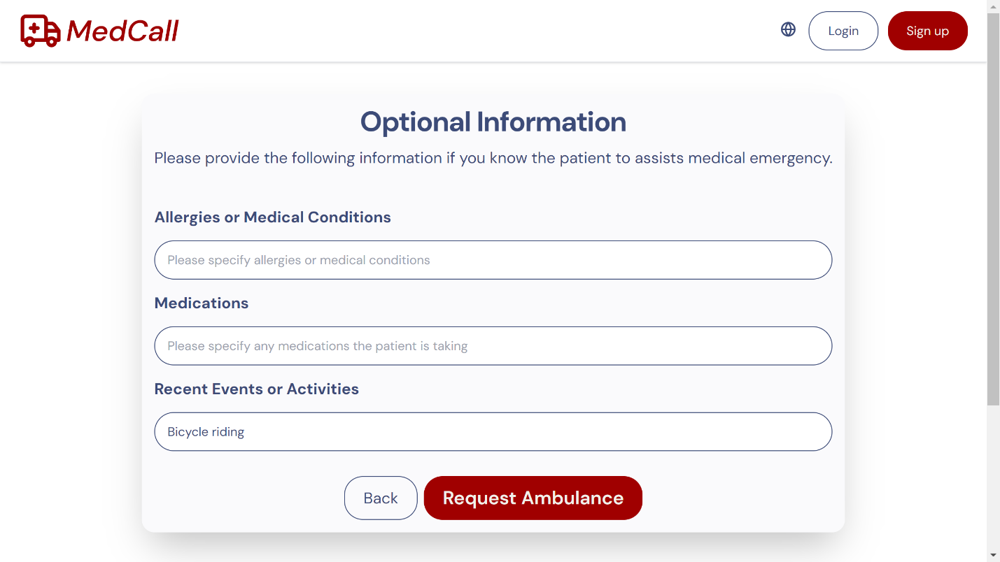 MedCall
Login
Sign up
Optional Information
Please provide the following information if you know the patient to assists medical emergency.
Allergies or Medical Conditions
Please specify allergies or medical conditions
Medications
Please specify any medications the patient is taking
Recent Events or Activities
Bicycle riding
Back
Request Ambulance